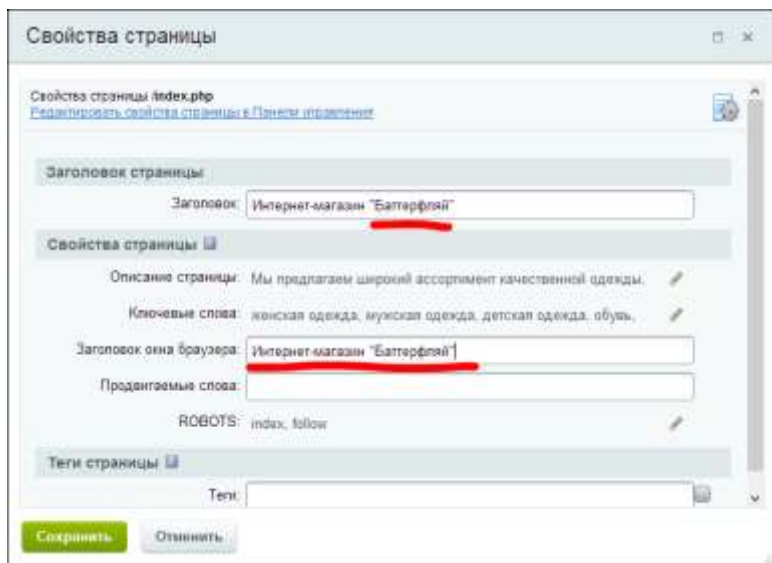 Свойства страницы
Свойства страницы /index.php
Редактировать свойства страницы в Панели управления
Заголовок страницы
Заголовок: Интернет-магазин "Баттерфляй"
Свойства страницы
Описание страницы: Мы предлагаем широкий ассортимент качественной одежды,
Ключевые слова: женская одежда, мужская одежда, детская одежда, обувь,
Заголовок окна браузера: Интернет-магазин "Баттерфляй"
Продвигаемые слова:
ROBOTS: index, follow
Теги страницы
Теги:
Сохранить Отменить